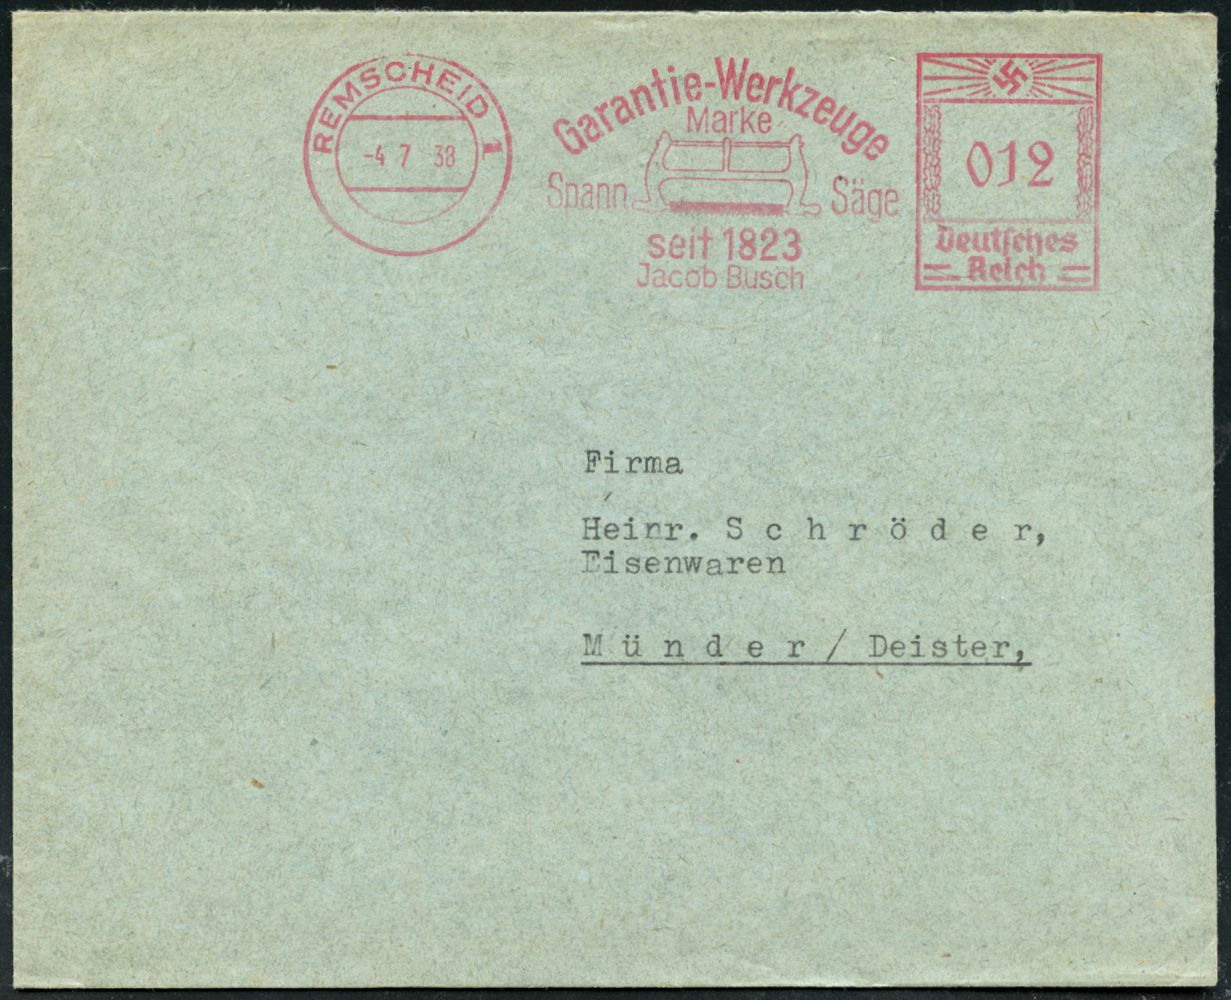 REMSCHEID 1
-4 7 38
Garantie-Werkzeuge
Marke
Spann Säge
seit 1823
Jacob Busch
012
Deutsches
Reich
Firma
Heinr. S c h r ö d e r,
Eisenwaren
M ü n d e r / Deister,